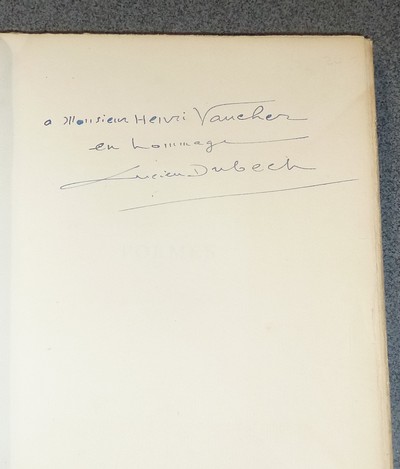 a Monsieur Henri Vaucher
en hommage
Lucien Dubech